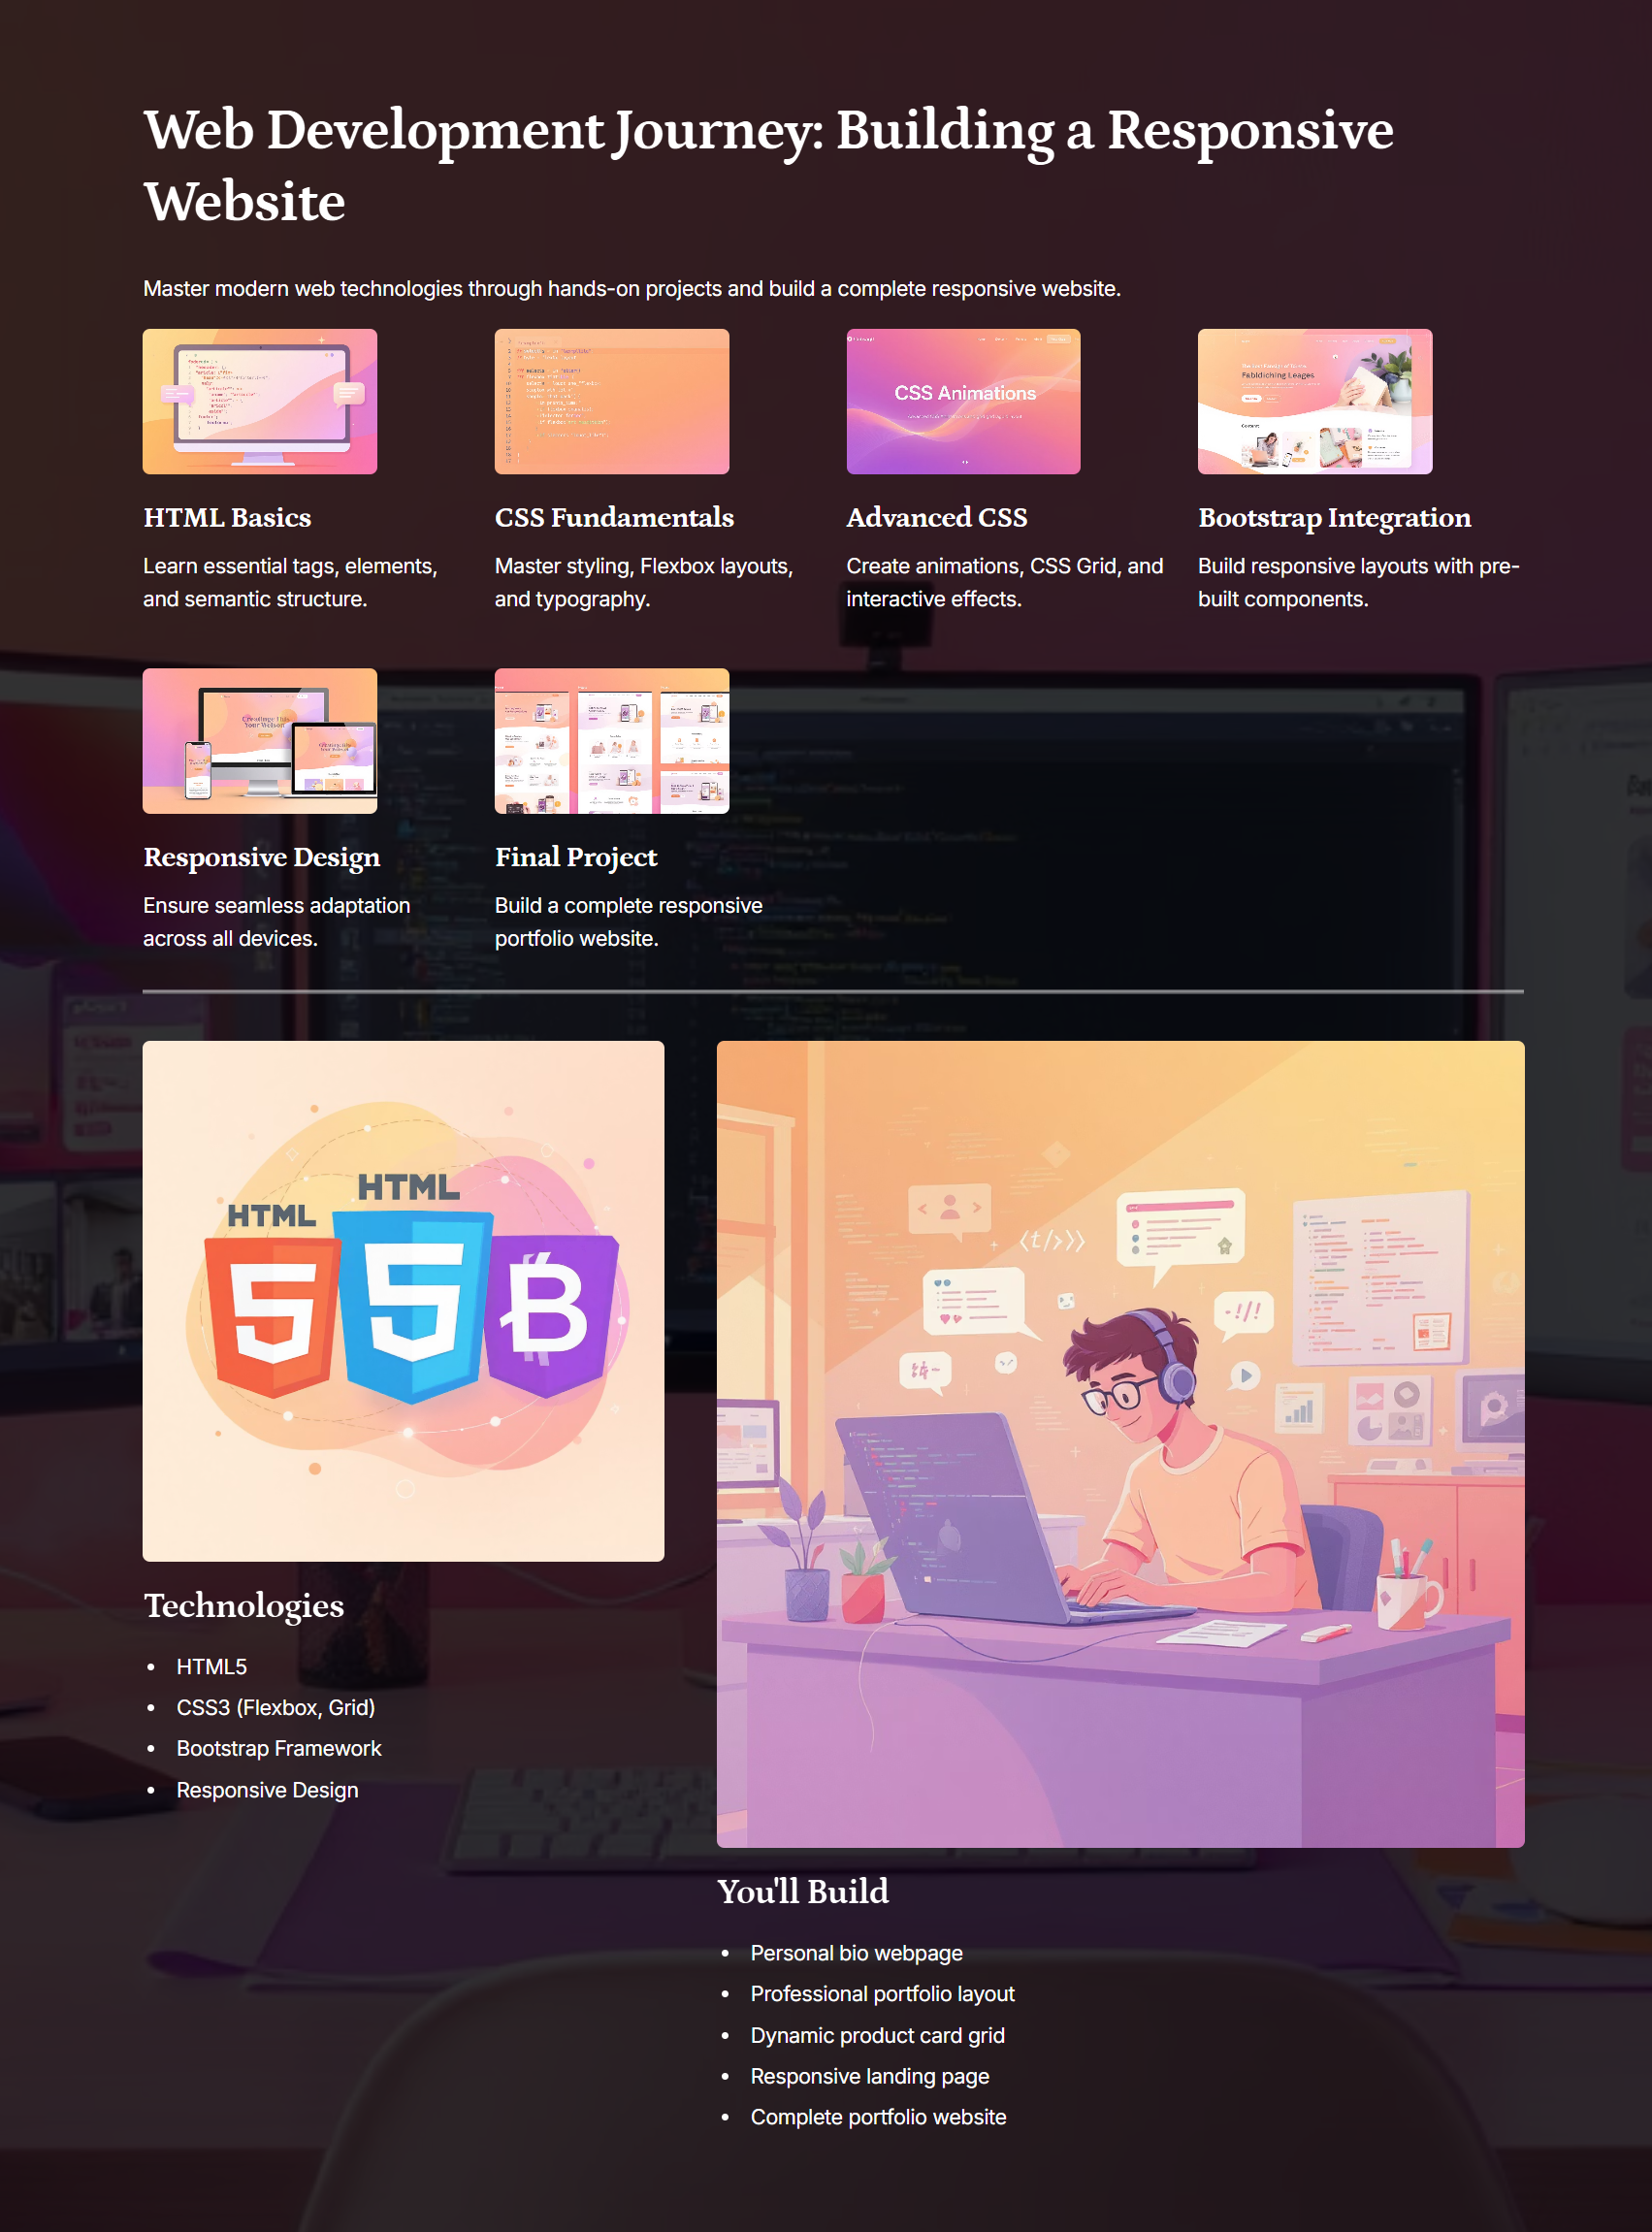 Web Development Journey: Building a Responsive
Website
Master modern web technologies through hands-on projects and build a complete responsive website.
CSS Animations
Content
HTML Basics
Learn essential tags, elements,
and semantic structure.
CSS Fundamentals
Master styling, Flexbox layouts,
and typography.
Advanced CSS
Create animations, CSS Grid, and
interactive effects.
Bootstrap Integration
Build responsive layouts with pre-
built components.
Responsive Design
Ensure seamless adaptation
across all devices.
Final Project
Build a complete responsive
portfolio website.
HTML
HTML
5
5
B
Technologies
• HTML5
• CSS3 (Flexbox, Grid)
• Bootstrap Framework
• Responsive Design
You'll Build
• Personal bio webpage
• Professional portfolio layout
• Dynamic product card grid
• Responsive landing page
• Complete portfolio website